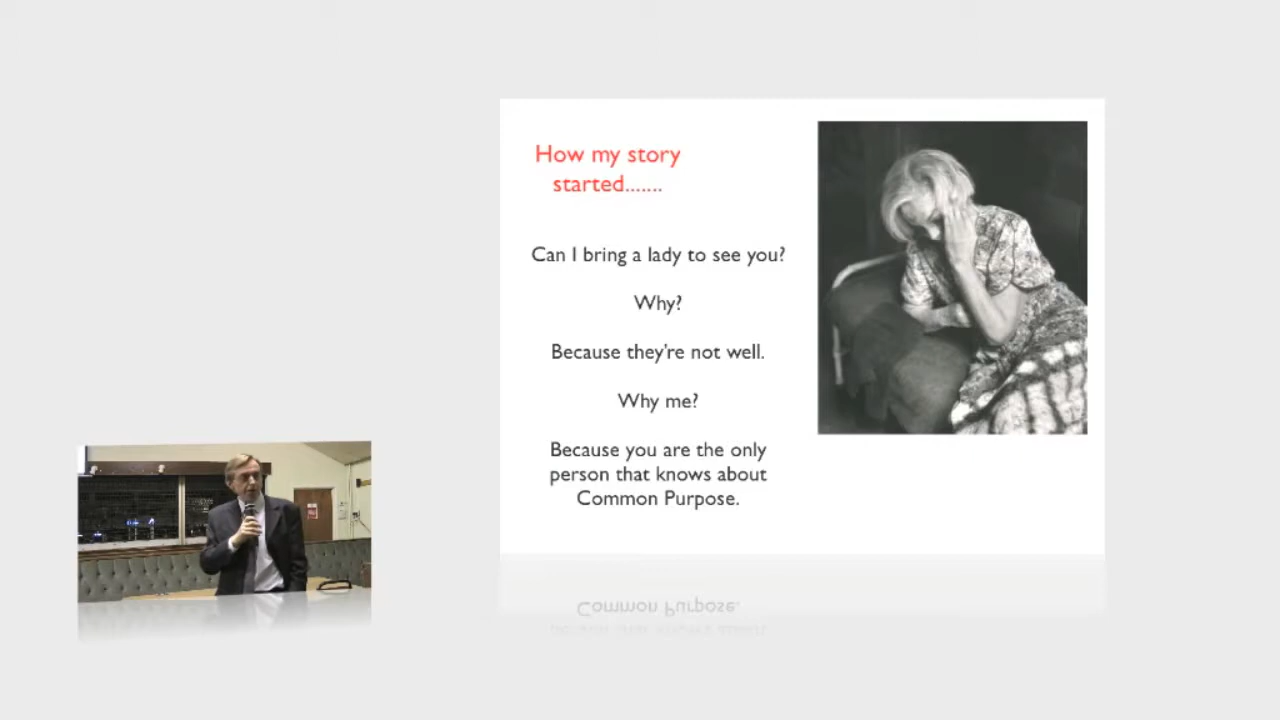 How my story
started.......
Can I bring a lady to see you?
Why?
Because they're not well.
Why me?
Because you are the only
person that knows about
Common Purpose.